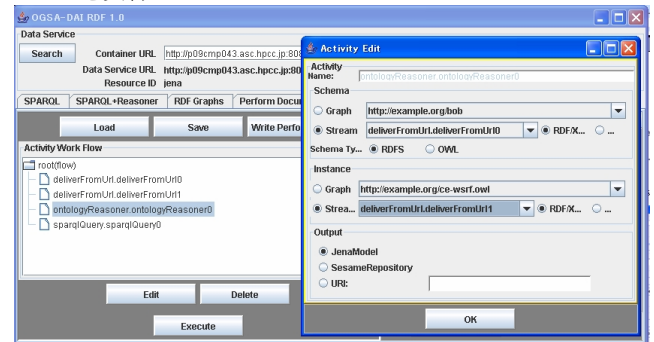 OGSA-DAI RDF 1.0
Data Service
Search
Container URL http://p09cmp043.asc.hpcc.jp:808
Data Service URL http://p09cmp043.asc.hpcc.jp:80
Resource ID jena
SPARQL SPARQL+Reasoner RDF Graphs Perform Docu
Load Save Write Perfo
Activity Work Flow
root(flow)
deliverFromUrl.deliverFromUrl0
deliverFromUrl.deliverFromUrl1
ontologyReasoner.ontologyReasoner0
sparqlQuery.sparqlQuery0
Edit Delete
Execute
Activity Edit
Activity
Name: ontologyReasoner.ontologyReasoner0
Schema
Graph http://example.org/bob
Stream deliverFromUrl.deliverFromUrl0 RDF/X... ...
Schema Ty... RDFS OWL
Instance
Graph http://example.org/ce-wsrf.owl
Strea... deliverFromUrl.deliverFromUrl1 RDF/X... ...
Output
JenaModel
SesameRepository
URI:
OK